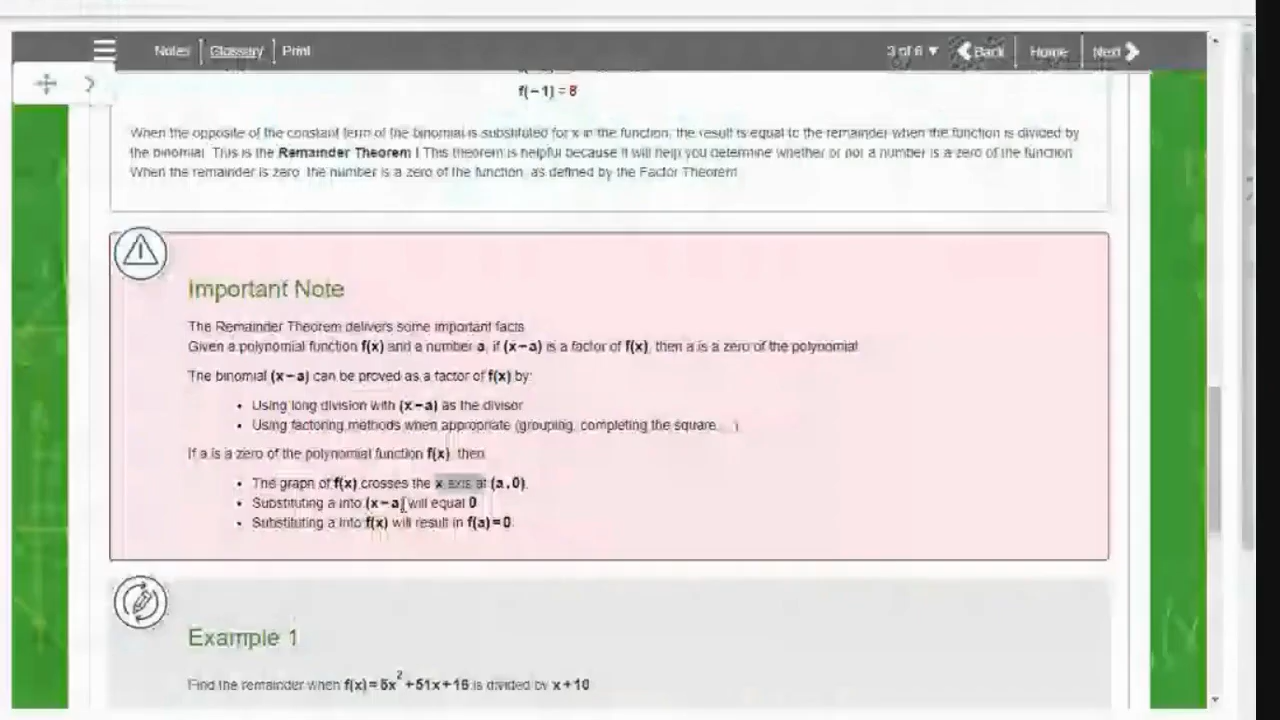 Notes | Glossary | Print
3 of 6 ▼ Back Home Next
f(−1) = 8
When the opposite of the constant term of the binomial is substituted for x in the function, the result is equal to the remainder when the function is divided by
the binomial. This is the Remainder Theorem ! This theorem is helpful because it will help you determine whether or not a number is a zero of the function.
When the remainder is zero, the number is a zero of the function, as defined by the Factor Theorem.
Important Note
The Remainder Theorem delivers some important facts.
Given a polynomial function f(x) and a number a, if (x−a) is a factor of f(x), then a is a zero of the polynomial.
The binomial (x−a) can be proved as a factor of f(x) by:
• Using long division with (x−a) as the divisor
• Using factoring methods when appropriate (grouping, completing the square, ...)
If a is a zero of the polynomial function f(x), then
• The graph of f(x) crosses the x axis at (a,0).
• Substituting a into (x−a) will equal 0
• Substituting a into f(x) will result in f(a)=0.
Example 1
Find the remainder when f(x)=5x²+51x+16 is divided by x+10